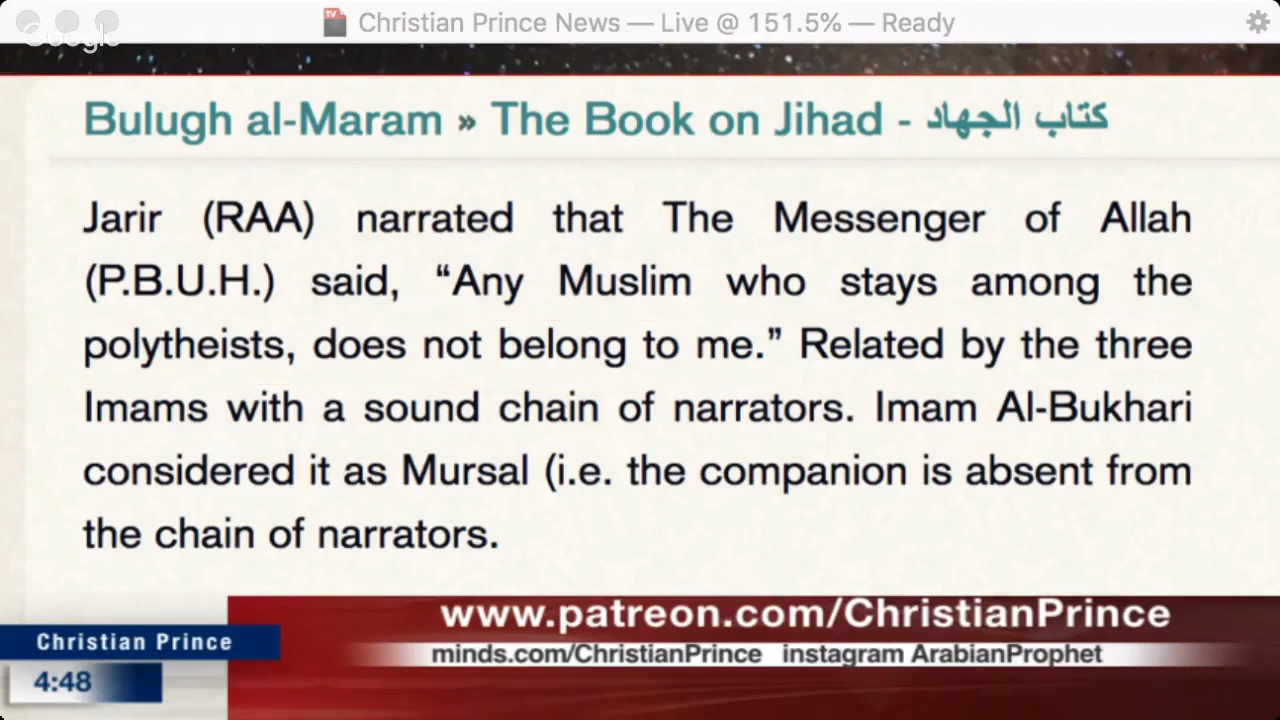 Christian Prince News — Live @ 151.5% — Ready
Google
Bulugh al-Maram » The Book on Jihad - كتاب الجهاد
Jarir (RAA) narrated that The Messenger of Allah
(P.B.U.H.) said, “Any Muslim who stays among the
polytheists, does not belong to me.” Related by the three
Imams with a sound chain of narrators. Imam Al-Bukhari
considered it as Mursal (i.e. the companion is absent from
the chain of narrators.
www.patreon.com/ChristianPrince
Christian Prince
minds.com/ChristianPrince instagram ArabianProphet
4:48